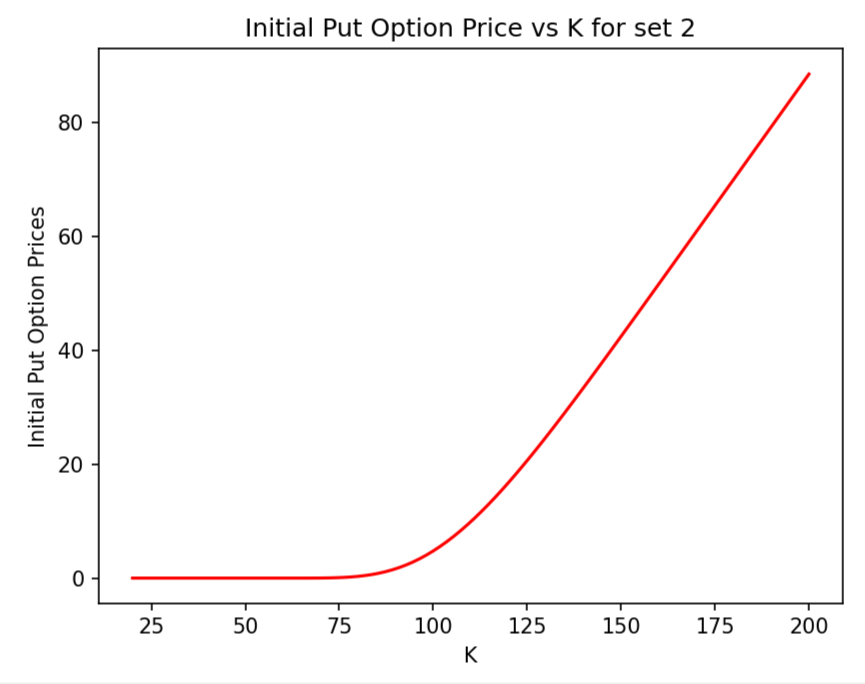 Initial Put Option Price vs K for set 2
Initial Put Option Prices
80
60
40
20
0
25 50 75 100 125 150 175 200
K